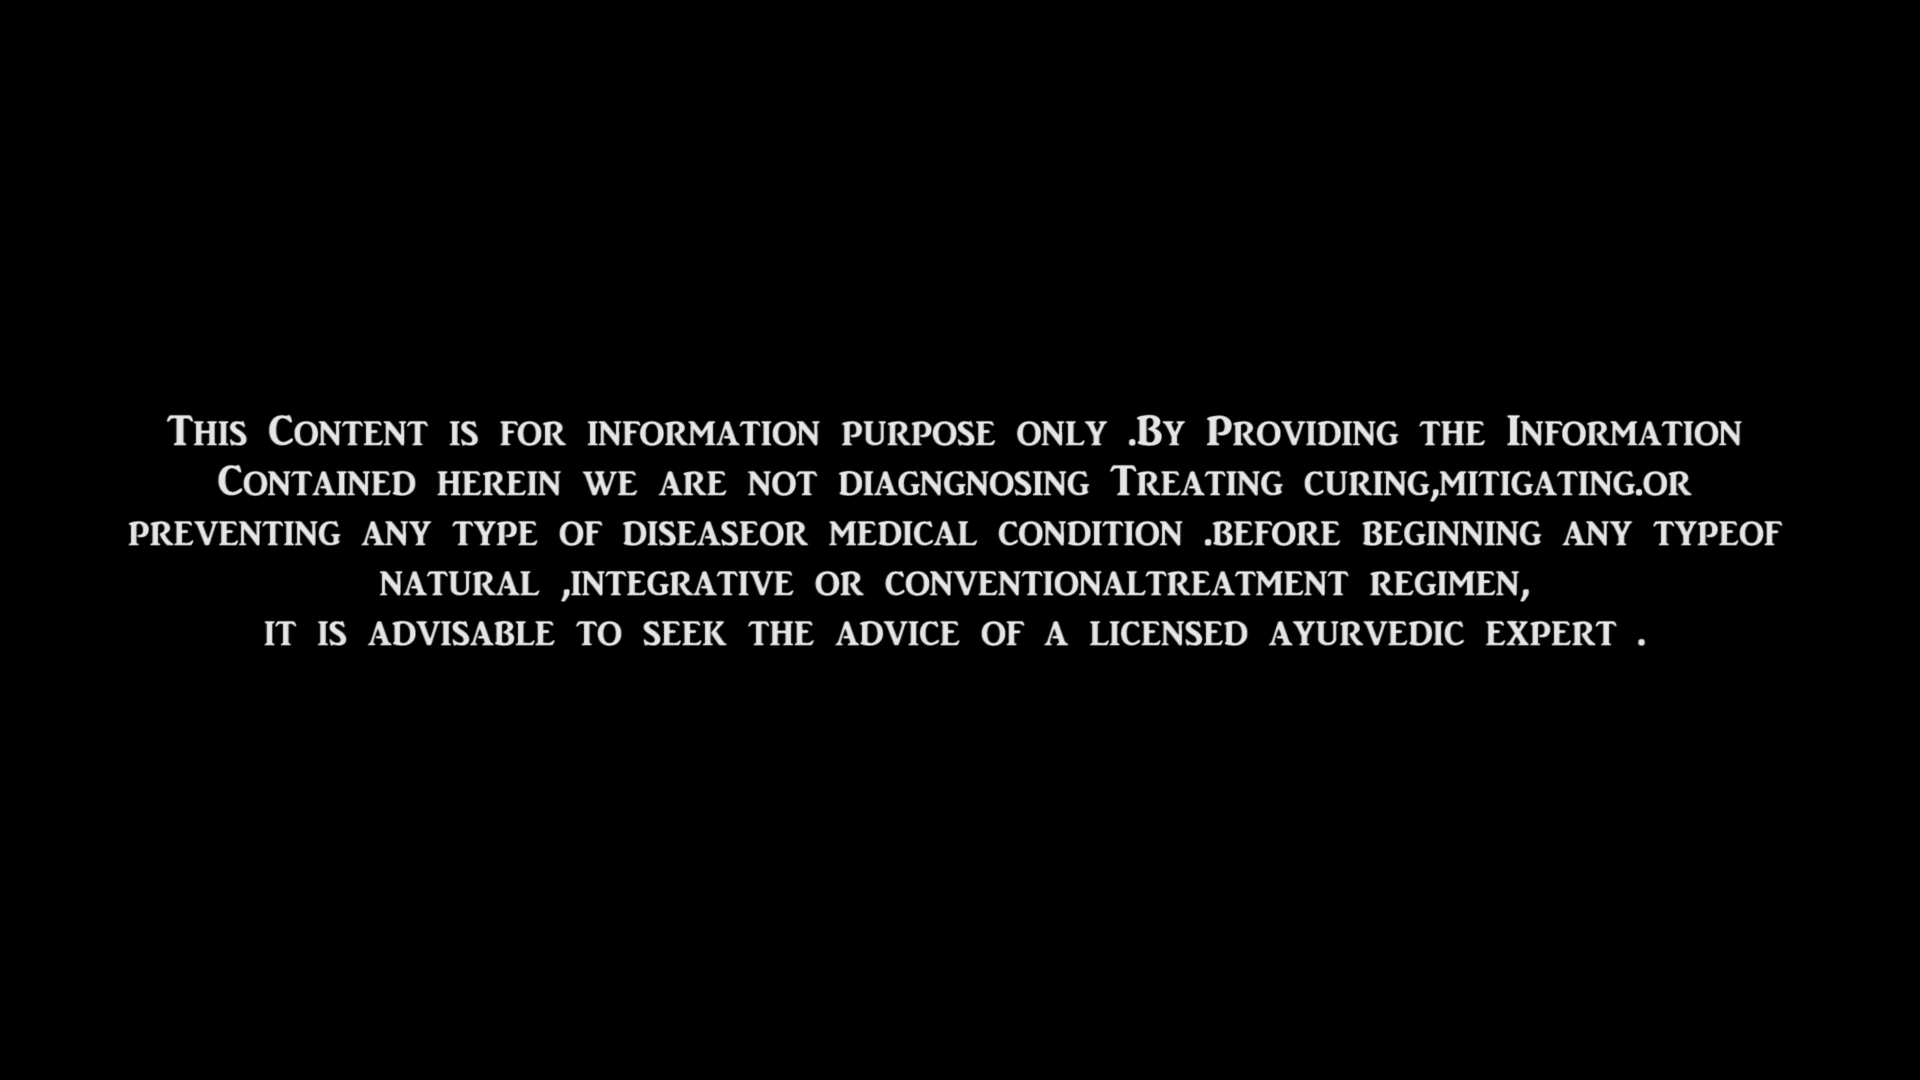 This Content is for information purpose only .By Providing the Information
Contained herein we are not diagngnosing Treating curing,mitigating.or
preventing any type of diseaseor medical condition .before beginning any typeof
natural ,integrative or conventionaltreatment regimen,
it is advisable to seek the advice of a licensed ayurvedic expert .